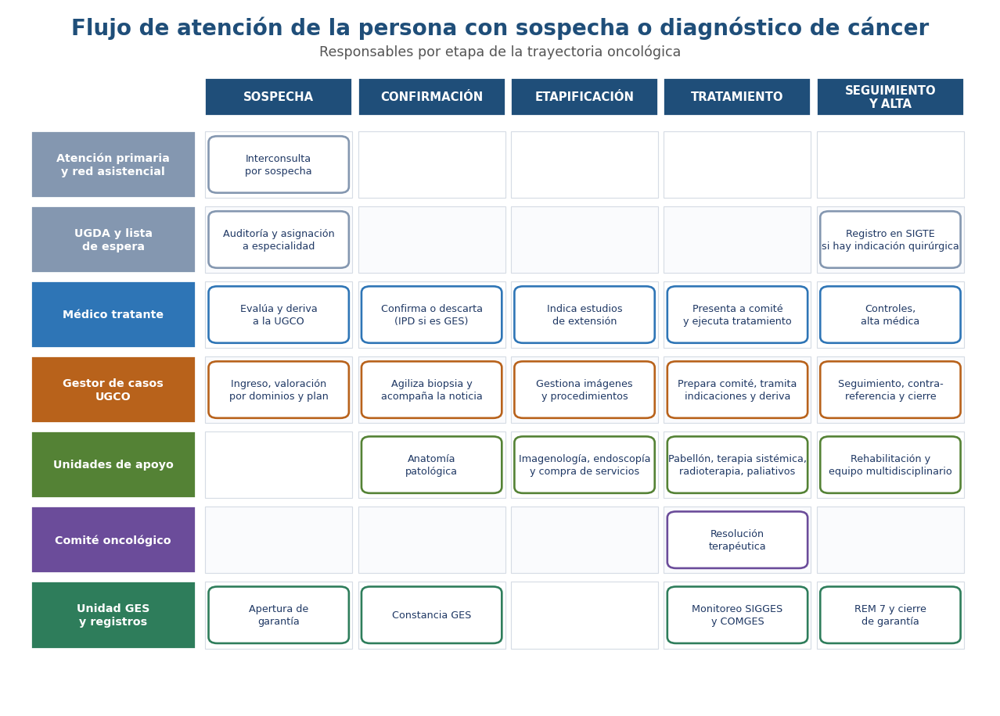 Flujo de atención de la persona con sospecha o diagnóstico de cáncer
Responsables por etapa de la trayectoria oncológica
SOSPECHA
CONFIRMACIÓN
ETAPIFICACIÓN
TRATAMIENTO
SEGUIMIENTO
Y ALTA
Atención primaria
y red asistencial
Interconsulta
por sospecha
UGDA y lista
de espera
Auditoría y asignación
a especialidad
Registro en SIGTE
si hay indicación quirúrgica
Médico tratante
Evalúa y deriva
a la UGCO
Confirma o descarta
(IPD si es GES)
Indica estudios
de extensión
Presenta a comité
y ejecuta tratamiento
Controles,
alta médica
Gestor de casos
UGCO
Ingreso, valoración
por dominios y plan
Agiliza biopsia y
acompaña la noticia
Gestiona imágenes
y procedimientos
Prepara comité, tramita
indicaciones y deriva
Seguimiento, contra-
referencia y cierre
Unidades de apoyo
Anatomía
patológica
Imagenología, endoscopía
y compra de servicios
Pabellón, terapia sistémica,
radioterapia, paliativos
Rehabilitación y
equipo multidisciplinario
Comité oncológico
Resolución
terapéutica
Unidad GES
y registros
Apertura de
garantía
Constancia GES
Monitoreo SIGGES
y COMGES
REM 7 y cierre
de garantía